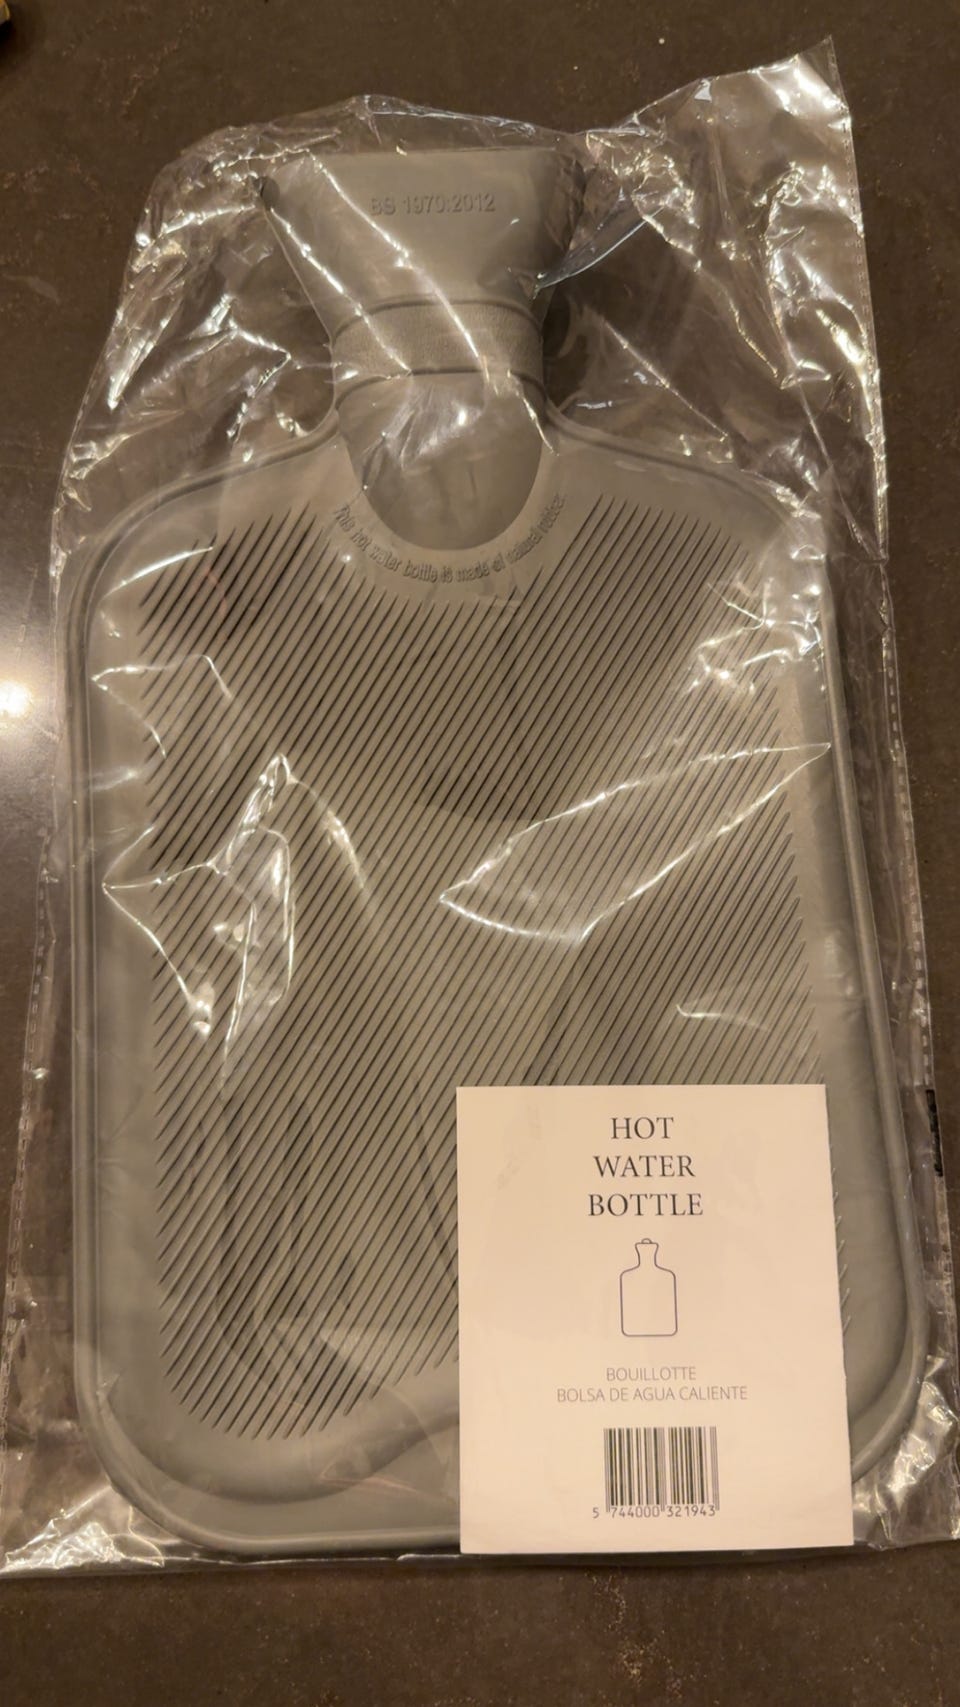 BS 1970:2012
This hot water bottle is made of natural rubber.
HOT
WATER
BOTTLE
BOUILLOTTE
BOLSA DE AGUA CALIENTE
5 744000 321943